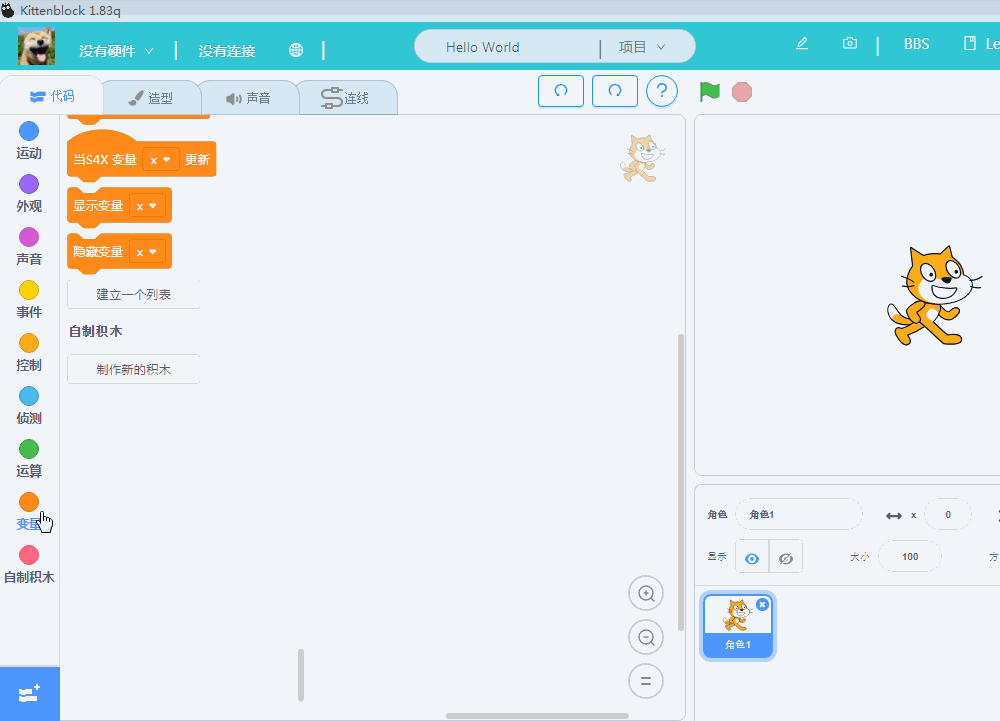 Kittenblock 1.83q
没有硬件
没有连接
Hello World
项目
BBS
Le
代码
造型
声音
连线
?
运动
外观
声音
事件
控制
侦测
运算
变量
自制积木
当S4X 变量 x 更新
显示变量 x
隐藏变量 x
建立一个列表
自制积木
制作新的积木
角色 角色1
x 0
显示
大小 100
方
角色1